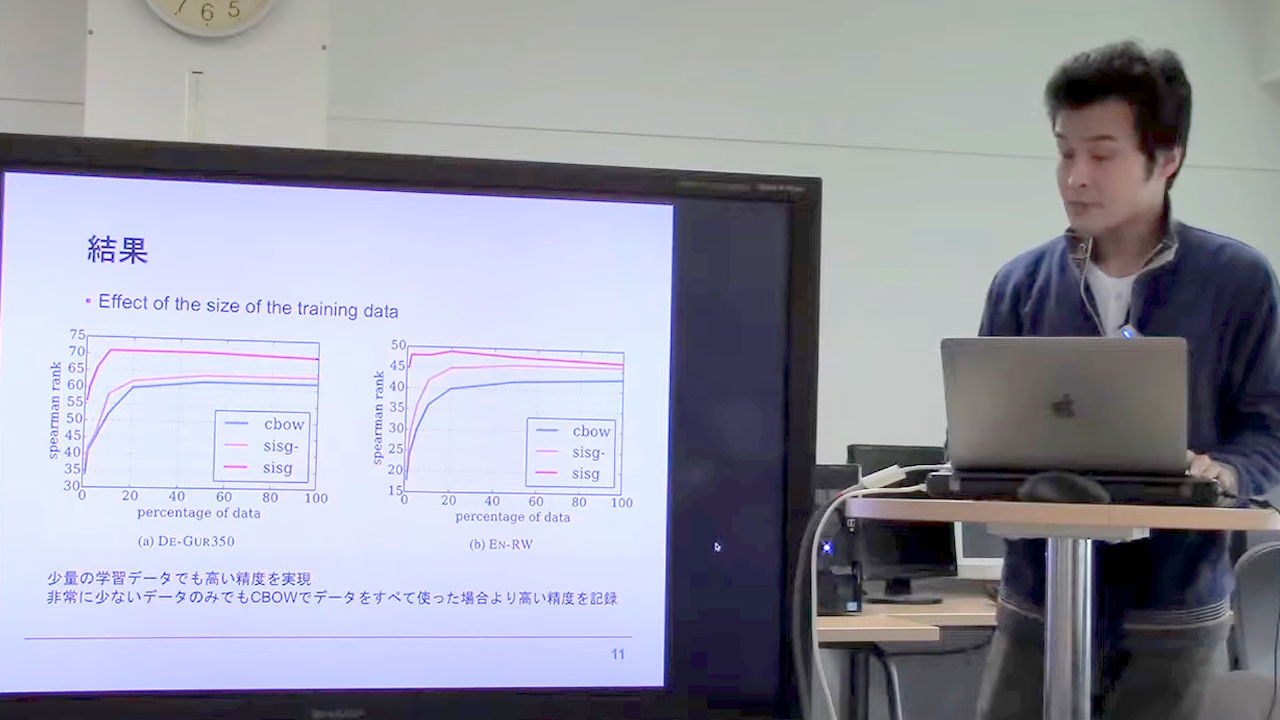 7 6 5
結果
▪ Effect of the size of the training data
75
70
65
60
55
50
45
40
35
30
spearman rank
cbow
sisg-
sisg
0 20 40 60 80 100
percentage of data
(a) DE-GUR350
50
45
40
35
30
25
20
15
spearman rank
cbow
sisg-
sisg
0 20 40 60 80 100
percentage of data
(b) EN-RW
少量の学習データでも高い精度を実現
非常に少ないデータのみでもCBOWでデータをすべて使った場合より高い精度を記録
11